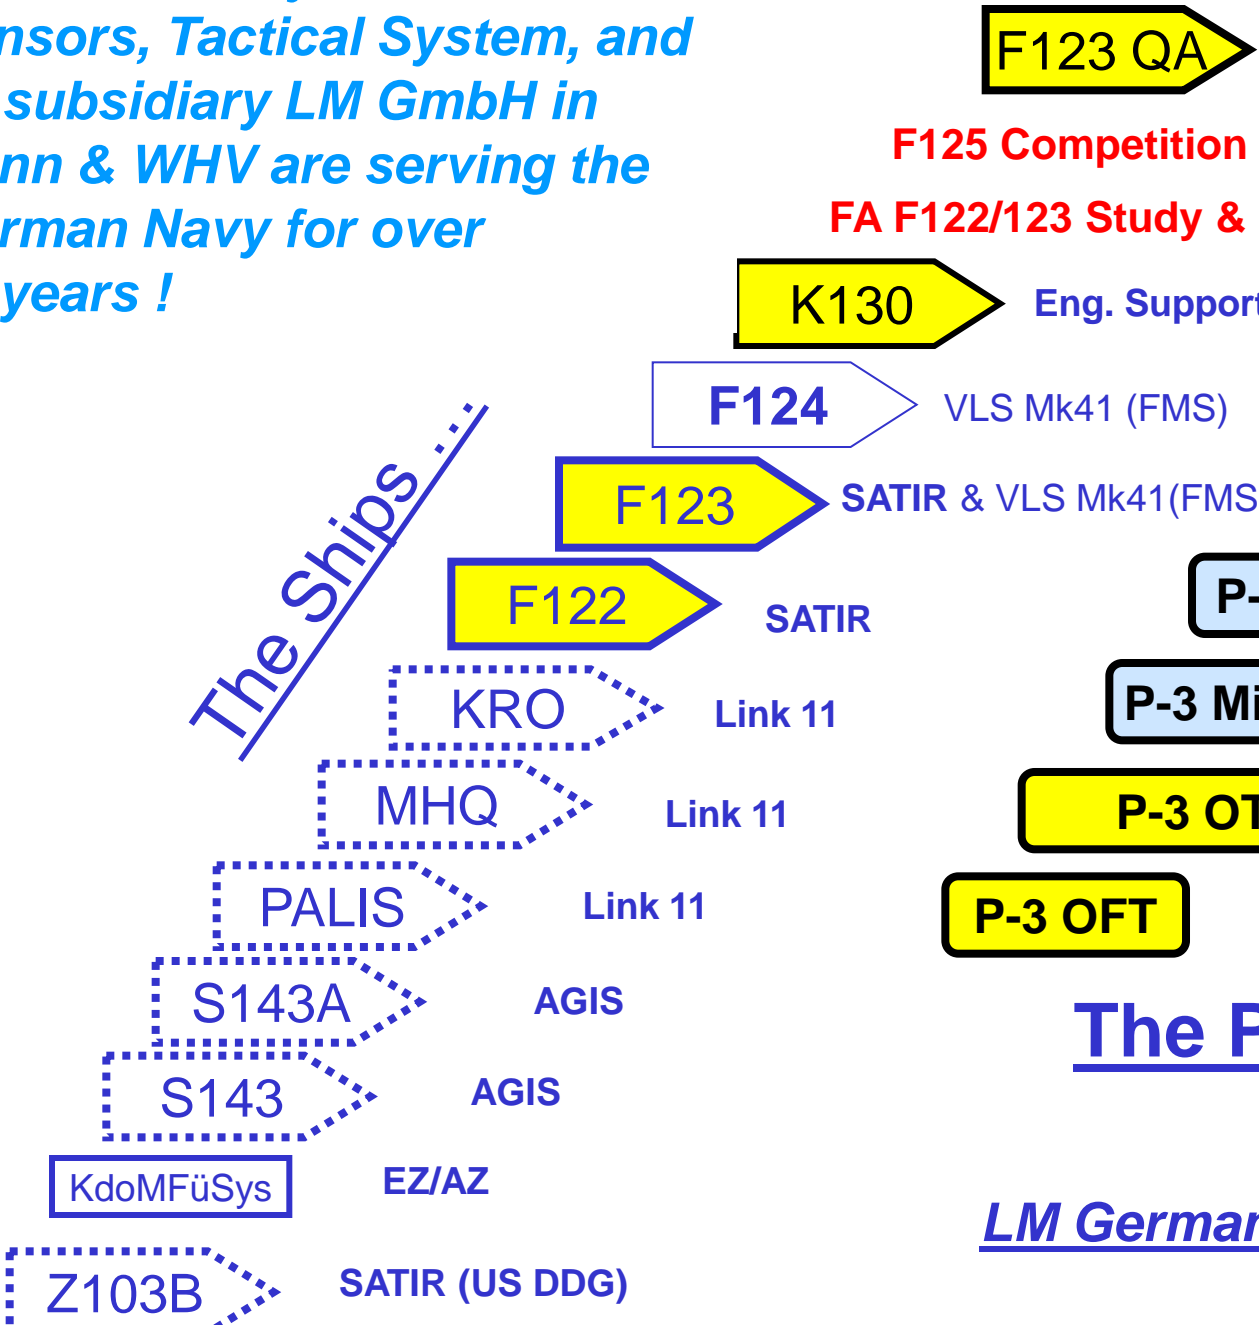 nsors, Tactical System, and
subsidiary LM GmbH in
nn & WHV are serving the
rman Navy for over
years !
F123 QA
F125 Competition
FA F122/123 Study &
K130
Eng. Support
F124
VLS Mk41 (FMS)
F123
SATIR & VLS Mk41(FMS
The Ships ...
F122
SATIR
P-
KRO
Link 11
P-3 Mi
MHQ
Link 11
P-3 OT
PALIS
Link 11
P-3 OFT
S143A
AGIS
The P
S143
AGIS
KdoMFüSys
EZ/AZ
LM German
Z103B
SATIR (US DDG)